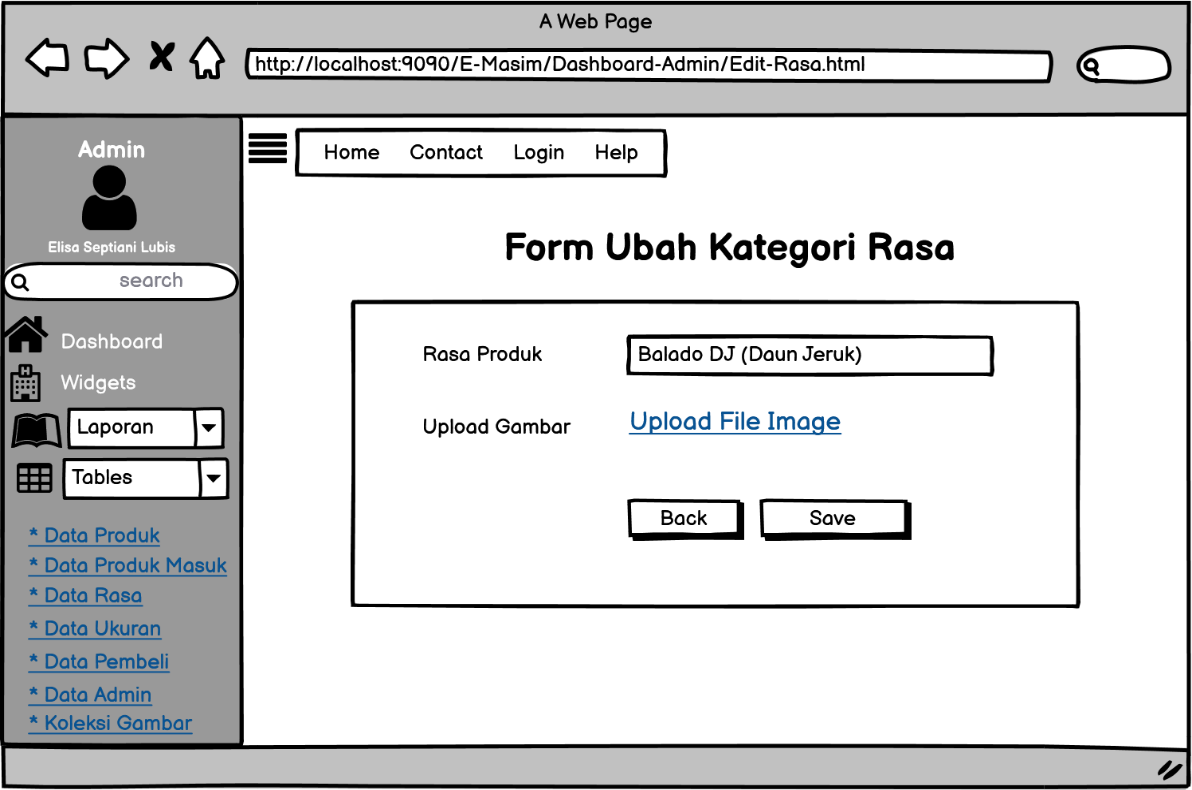 A Web Page
http://localhost:9090/E-Masim/Dashboard-Admin/Edit-Rasa.html
Admin
Elisa Septiani Lubis
search
Dashboard
Widgets
Laporan
Tables
* Data Produk
* Data Produk Masuk
* Data Rasa
* Data Ukuran
* Data Pembeli
* Data Admin
* Koleksi Gambar
Home Contact Login Help
Form Ubah Kategori Rasa
Rasa Produk Balado DJ (Daun Jeruk)
Upload Gambar Upload File Image
Back Save